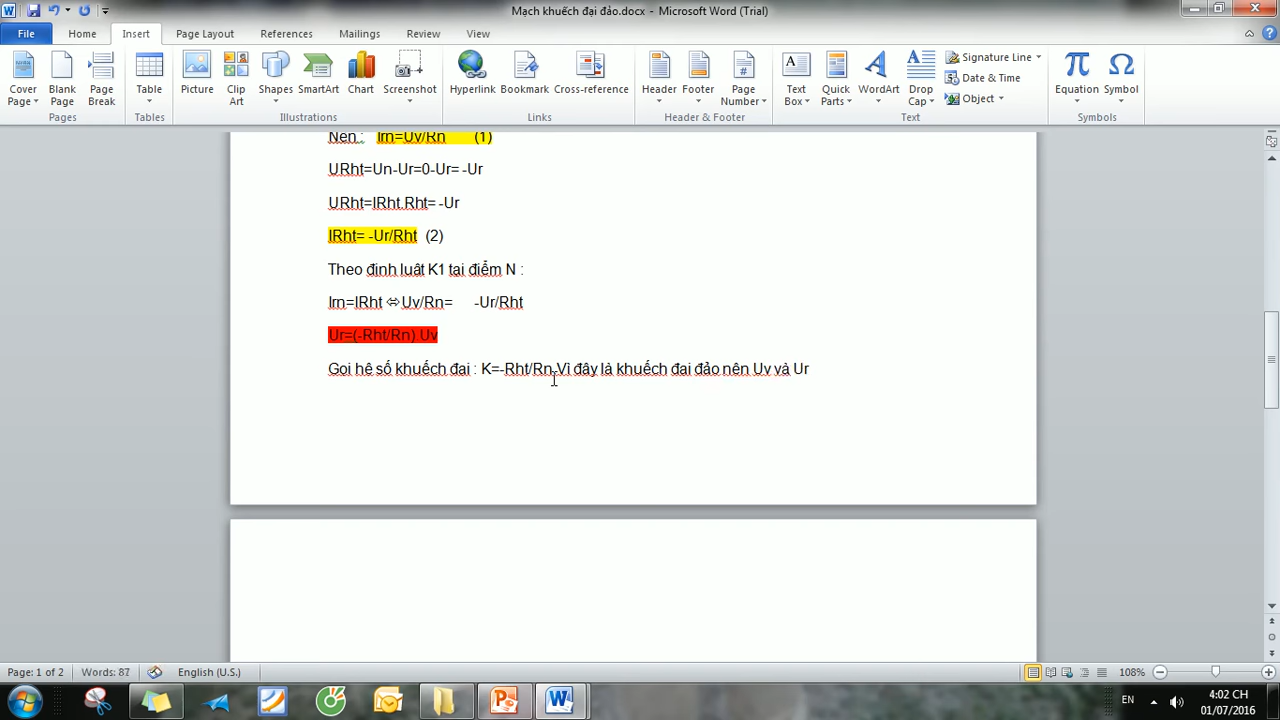 Mạch khuếch đại đảo.docx - Microsoft Word (Trial)
File Home Insert Page Layout References Mailings Review View
Cover Page
Blank Page
Page Break
Table
Picture
Clip Art
Shapes
SmartArt
Chart
Screenshot
Hyperlink
Bookmark
Cross-reference
Header
Footer
Page Number
Text Box
Quick Parts
WordArt
Drop Cap
Signature Line
Date & Time
Object
Equation
Symbol
Pages Tables Illustrations Links Header & Footer Text Symbols
Nên : Irn=Uv/Rn (1)
URht=Un-Ur=0-Ur= -Ur
URht=IRht.Rht= -Ur
IRht= -Ur/Rht (2)
Theo định luật K1 tại điểm N :
Irn=IRht ⇔Uv/Rn= -Ur/Rht
Ur=(-Rht/Rn).Uv
Gọi hệ số khuếch đại : K=-Rht/Rn-Vì đây là khuếch đại đảo nên Uv và Ur
Page: 1 of 2 Words: 87 English (U.S.) 108%
EN 4:02 CH
01/07/2016